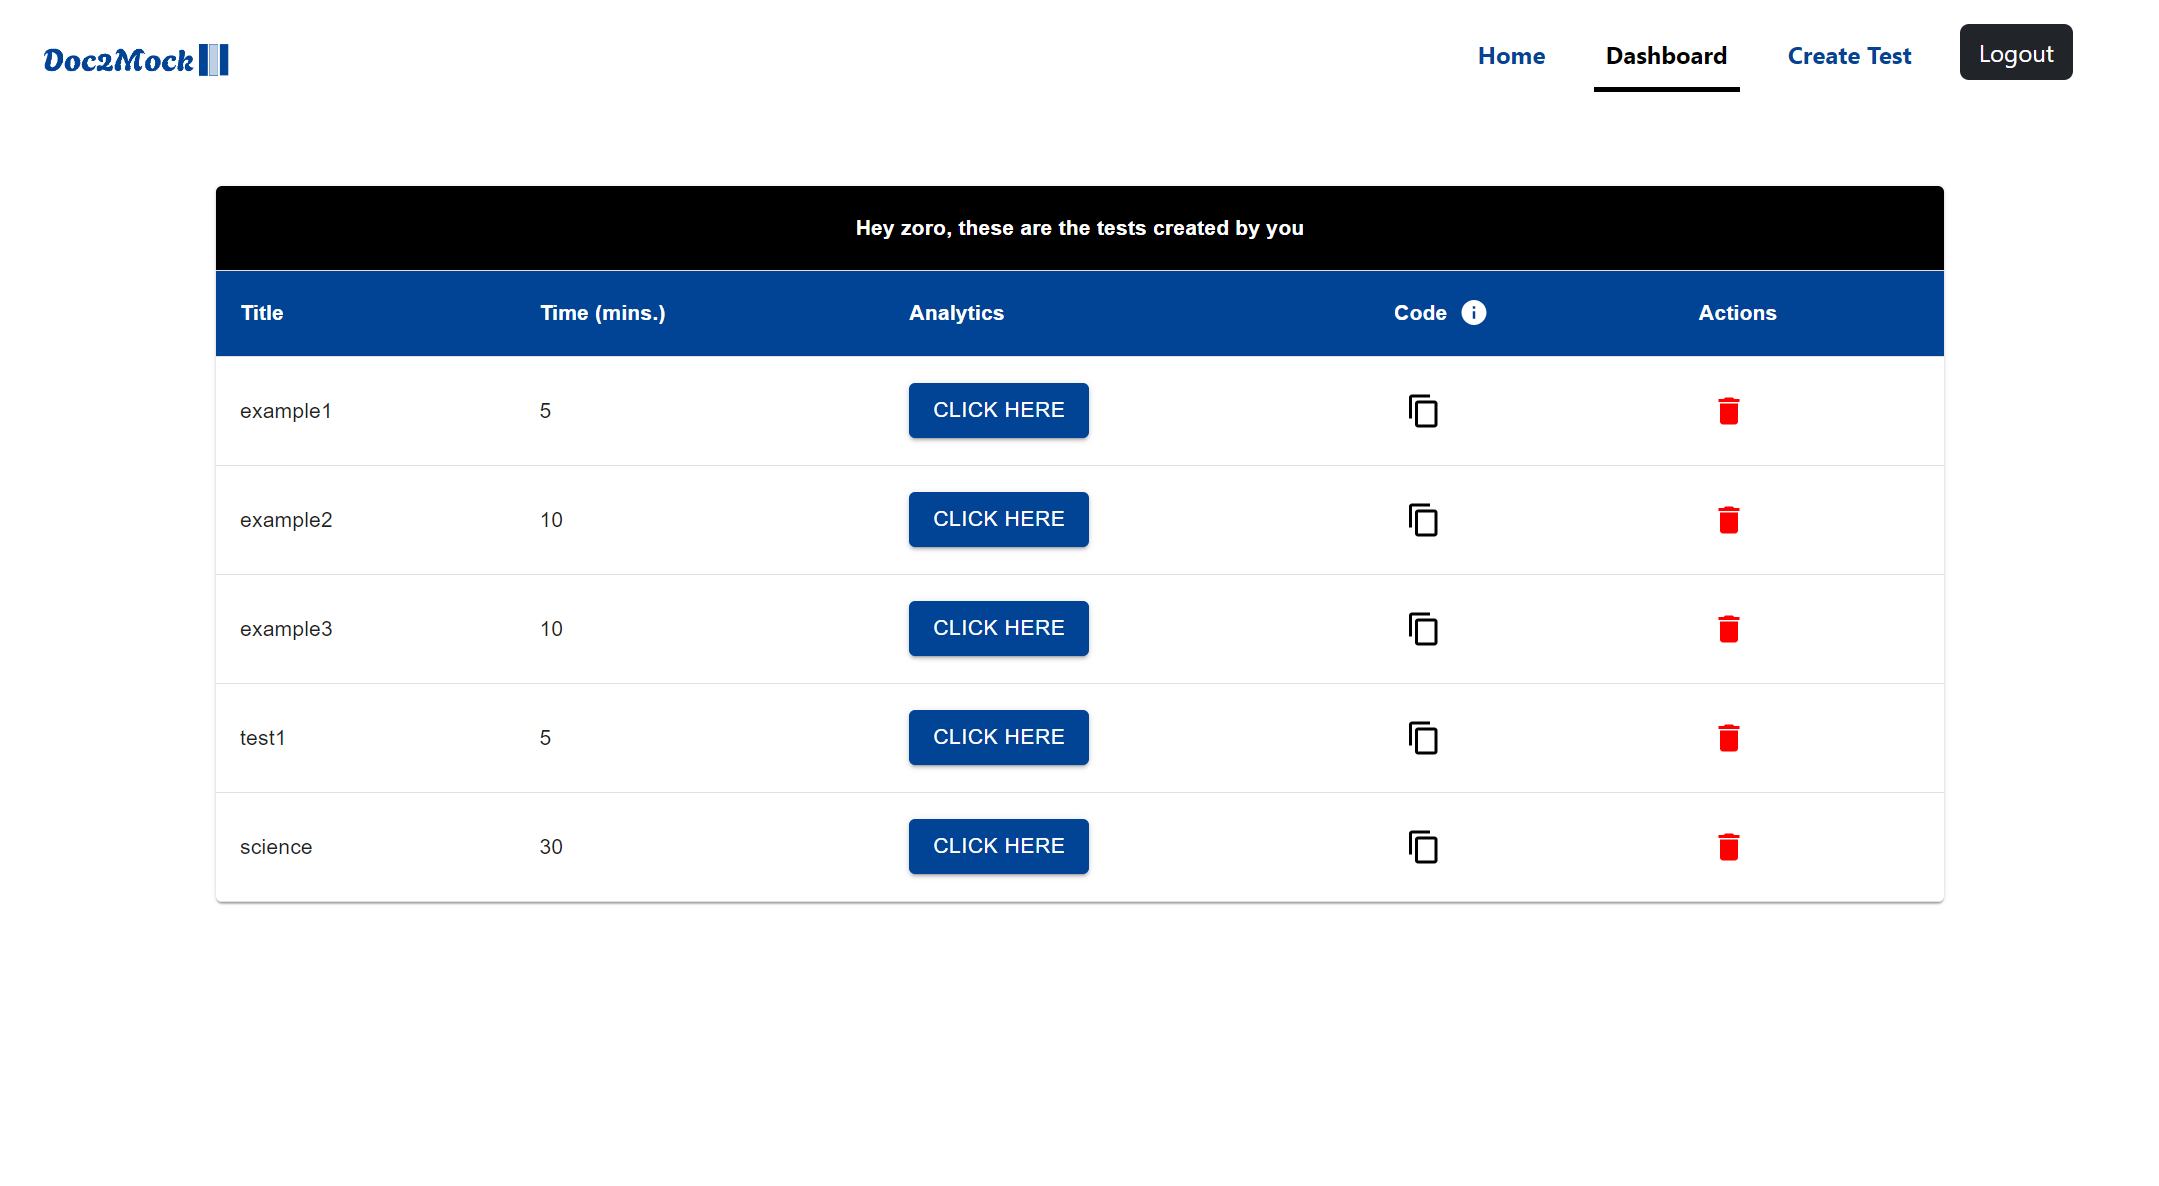 Doc2Mock
Home Dashboard Create Test Logout
Hey zoro, these are the tests created by you
Title Time (mins.) Analytics Code Actions
example1 5 CLICK HERE
example2 10 CLICK HERE
example3 10 CLICK HERE
test1 5 CLICK HERE
science 30 CLICK HERE